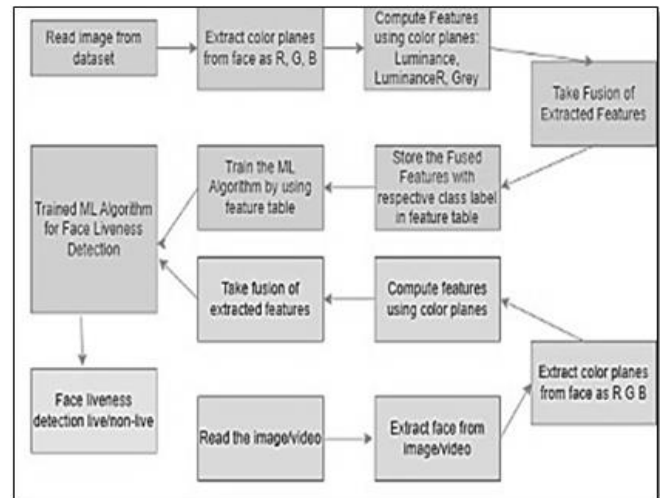 Read image from
dataset
Extract color planes
from face as R, G, B
Compute Features
using color planes:
Luminance,
LuminanceR, Grey
Take Fusion of
Extracted Features
Store the Fused
Features with
respective class label
in feature table
Train the ML
Algorithm by using
feature table
Trained ML Algorithm
for Face Liveness
Detection
Take fusion of
extracted features
Compute features
using color planes
Extract color planes
from face as R G B
Face liveness
detection live/non-live
Read the image/video
Extract face from
image/video